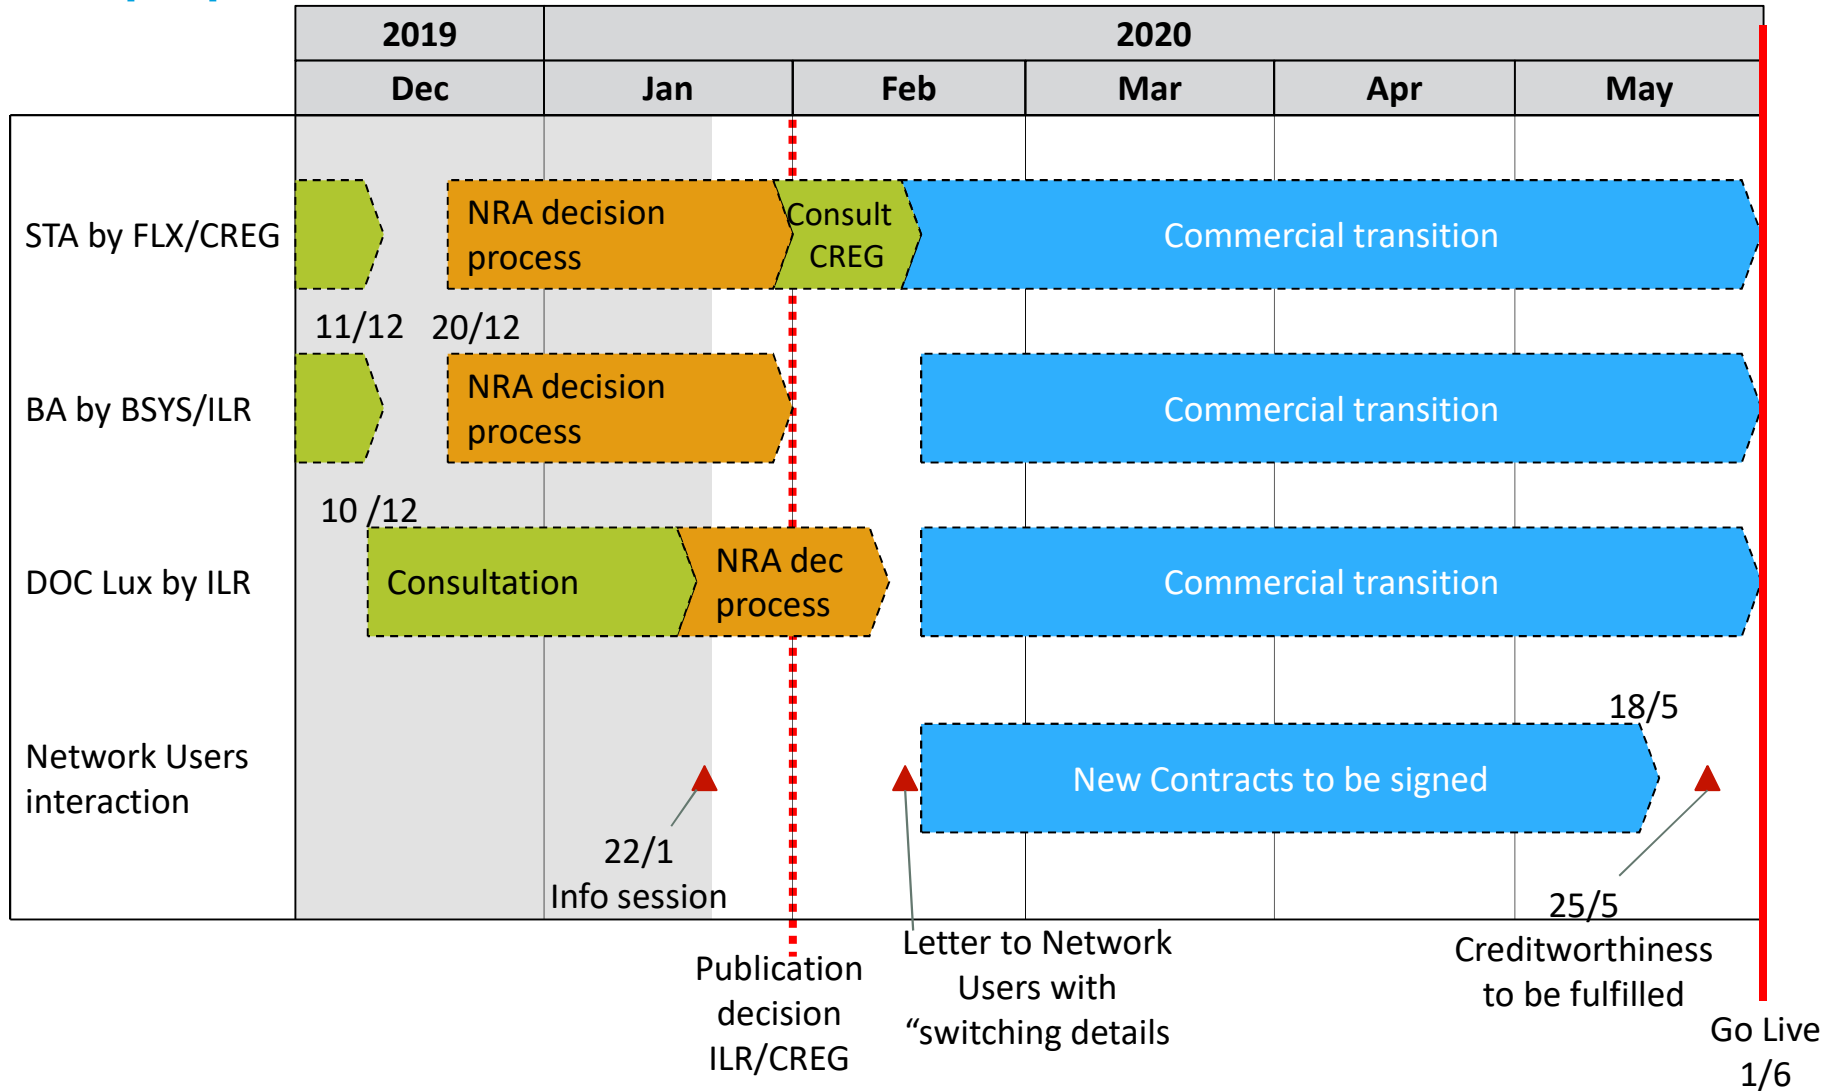 2019
2020
Dec
Jan
Feb
Mar
Apr
May
STA by FLX/CREG
NRA decision
process
Consult
CREG
Commercial transition
11/12
20/12
BA by BSYS/ILR
NRA decision
process
Commercial transition
10 /12
DOC Lux by ILR
Consultation
NRA dec
process
Commercial transition
18/5
Network Users
interaction
New Contracts to be signed
22/1
Info session
25/5
Publication
decision
ILR/CREG
Letter to Network
Users with
“switching details
Creditworthiness
to be fulfilled
Go Live
1/6